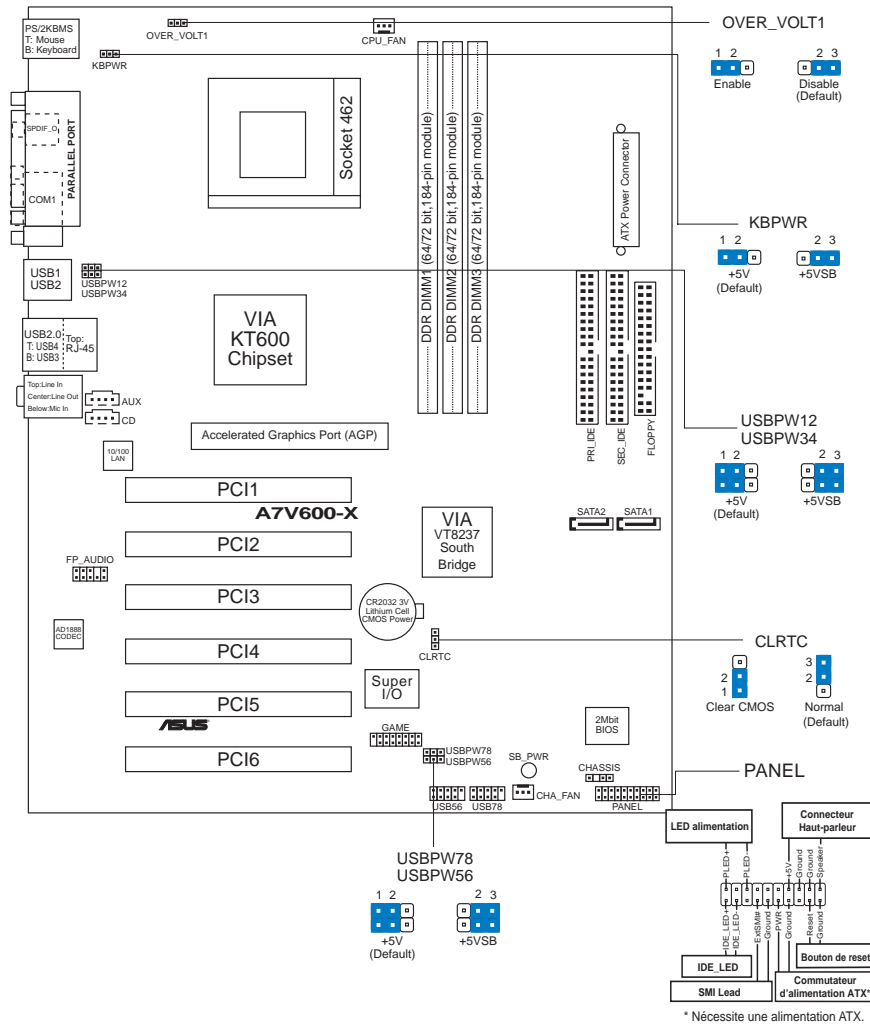 PS/2KBMS
T: Mouse
B: Keyboard
OVER_VOLT1
CPU_FAN
KBPWR
OVER_VOLT1
1 2
Enable
2 3
Disable
(Default)
SPDIF_O
PARALLEL PORT
COM1
Socket 462
DDR DIMM1 (64/72 bit,184-pin module)
DDR DIMM2 (64/72 bit,184-pin module)
DDR DIMM3 (64/72 bit,184-pin module)
ATX Power Connector
KBPWR
1 2
+5V
(Default)
2 3
+5VSB
USB1
USB2
USBPW12
USBPW34
USB2.0
T: USB4
B: USB3
Top:
RJ-45
VIA
KT600
Chipset
Top:Line In
Center:Line Out
Below:Mic In
AUX
CD
PRI_IDE
SEC_IDE
FLOPPY
USBPW12
USBPW34
1 2
+5V
(Default)
2 3
+5VSB
Accelerated Graphics Port (AGP)
10/100
LAN
PCI1
A7V600-X
PCI2
VIA
VT8237
South
Bridge
SATA2
SATA1
FP_AUDIO
PCI3
CR2032 3V
Lithium Cell
CMOS Power
AD1888
CODEC
PCI4
CLRTC
CLRTC
2
1
Clear CMOS
3
2
Normal
(Default)
Super
I/O
PCI5
ASUS
GAME
2Mbit
BIOS
PCI6
USBPW78
USBPW56
SB_PWR
CHASSIS
PANEL
USB56
USB78
CHA_FAN
PANEL
LED alimentation
Connecteur
Haut-parleur
PLED+
PLED-
+5V
Ground
Ground
Speaker
USBPW78
USBPW56
1 2
+5V
(Default)
2 3
+5VSB
IDE_LED+
IDE_LED-
ExtSMI#
Ground
PWR
Ground
Reset
Ground
IDE_LED
Bouton de reset
SMI Lead
Commutateur
d'alimentation ATX*
* Nécessite une alimentation ATX.